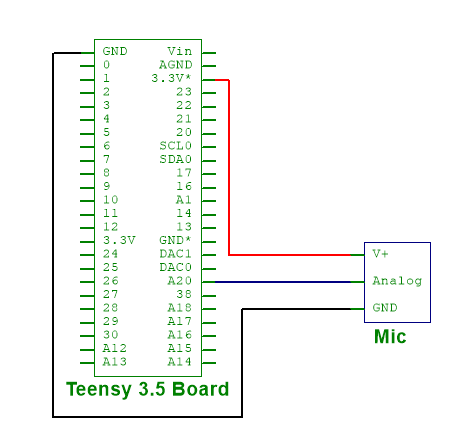 GND Vin
0 AGND
1 3.3V*
2 23
3 22
4 21
5 20
6 SCL0
7 SDA0
8 17
9 16
10 A1
11 14
12 13
3.3V GND*
24 DAC1
25 DAC0
26 A20
27 38
28 A18
29 A17
30 A16
A12 A15
A13 A14
Teensy 3.5 Board
V+
Analog
GND
Mic